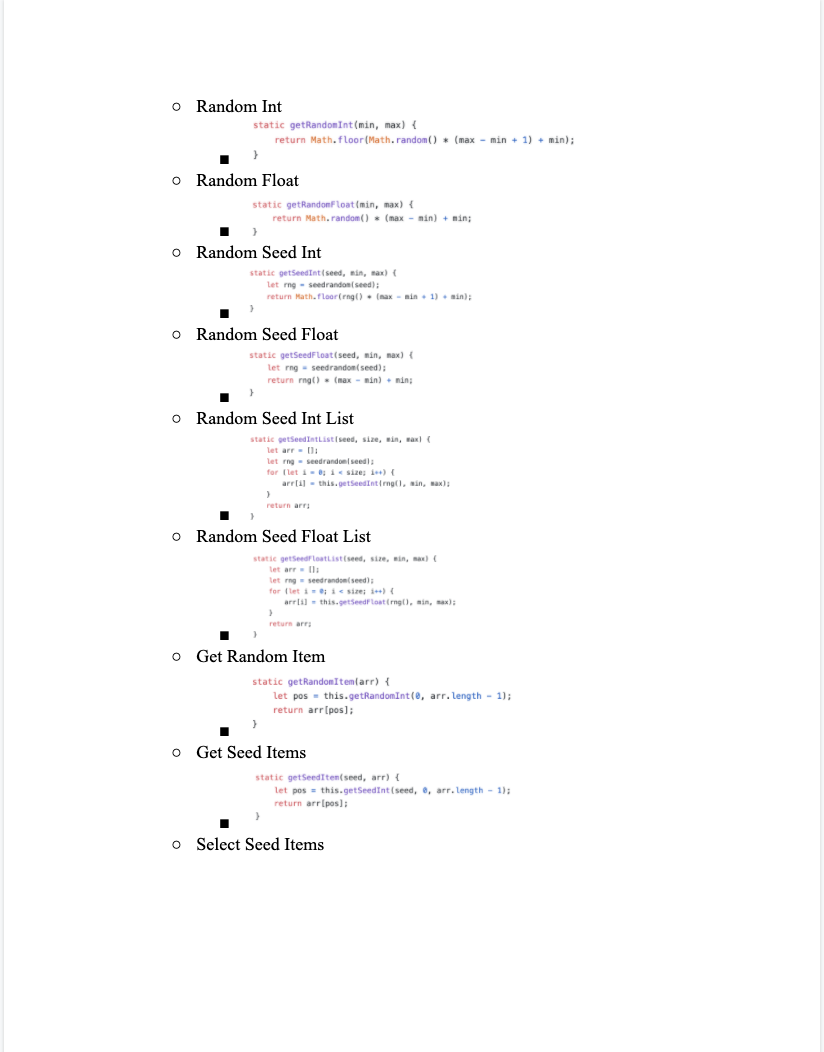 Random Int
static getRandomInt(min, max) {
return Math.floor(Math.random() * (max - min + 1) + min);
}
Random Float
static getRandomFloat(min, max) {
return Math.random() * (max - min) + min;
}
Random Seed Int
static getSeedInt(seed, min, max) {
let rng = seedrandom(seed);
return Math.floor(rng() * (max - min + 1) + min);
}
Random Seed Float
static getSeedFloat(seed, min, max) {
let rng = seedrandom(seed);
return rng() * (max - min) + min;
}
Random Seed Int List
static getSeedIntList(seed, size, min, max) {
let arr = [];
let rng = seedrandom(seed);
for (let i = 0; i < size; i++) {
arr[i] = this.getSeedInt(rng(), min, max);
}
return arr;
}
Random Seed Float List
static getSeedFloatList(seed, size, min, max) {
let arr = [];
let rng = seedrandom(seed);
for (let i = 0; i < size; i++) {
arr[i] = this.getSeedFloat(rng(), min, max);
}
return arr;
}
Get Random Item
static getRandomItem(arr) {
let pos = this.getRandomInt(0, arr.length - 1);
return arr[pos];
}
Get Seed Items
static getSeedItem(seed, arr) {
let pos = this.getSeedInt(seed, 0, arr.length - 1);
return arr[pos];
}
Select Seed Items